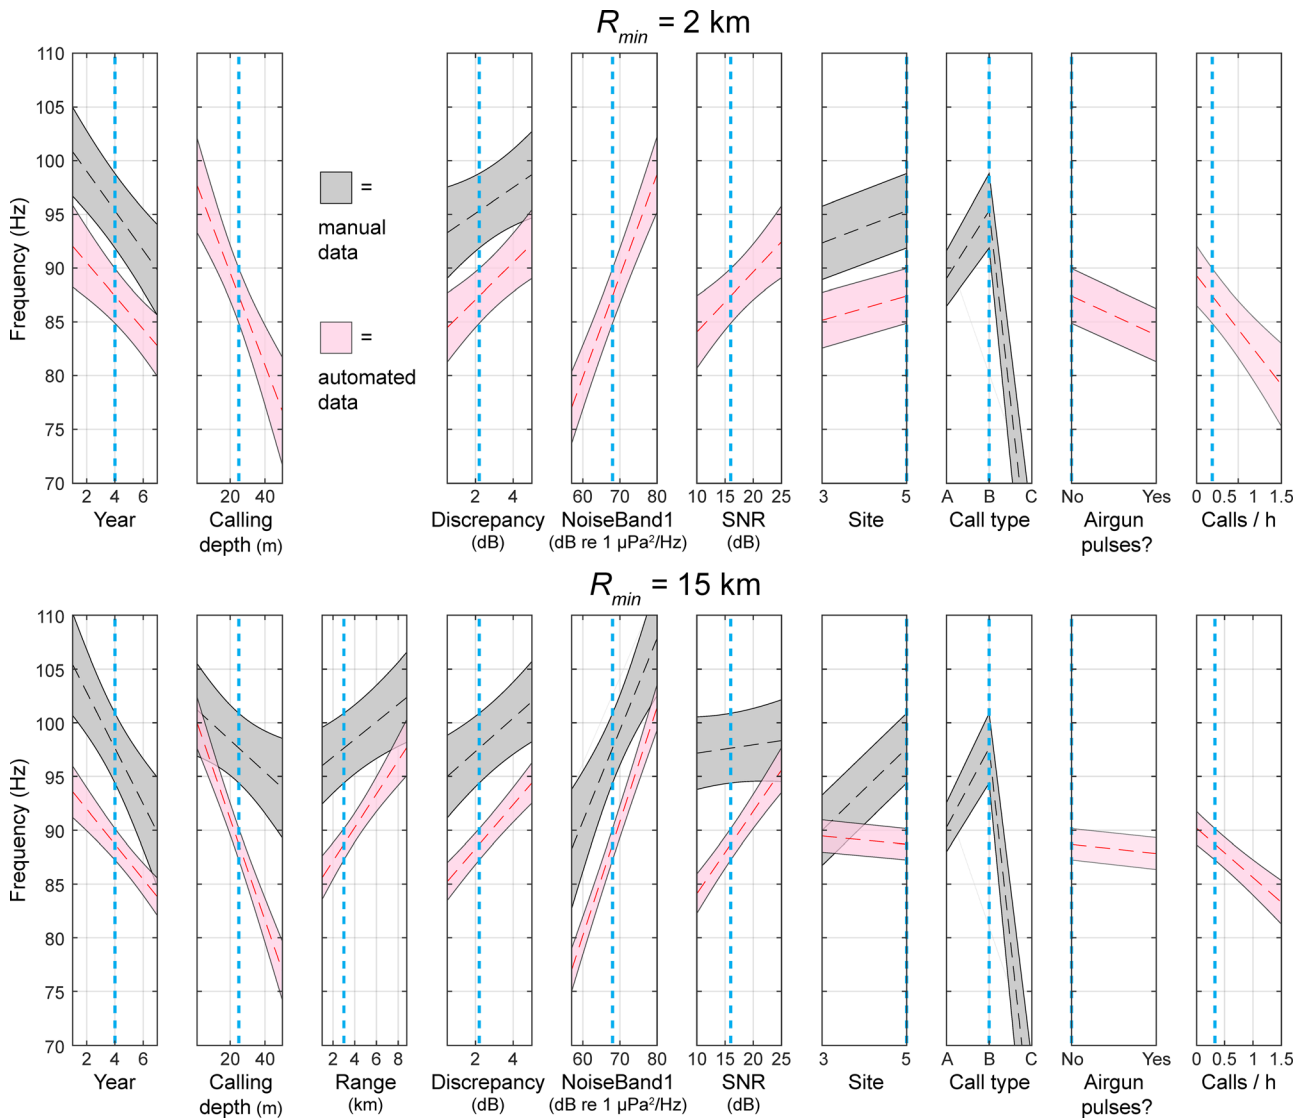 R_min = 2 km
110
105
100
95
90
85
80
75
70
Frequency (Hz)
= manual data
= automated data
2 4 6
20 40
2 4
60 70 80
10 15 20 25
3 5
A B C
No Yes
0 0.5 1 1.5
Year
Calling depth (m)
Discrepancy (dB)
NoiseBand1 (dB re 1 µPa²/Hz)
SNR (dB)
Site
Call type
Airgun pulses?
Calls / h
R_min = 15 km
110
105
100
95
90
85
80
75
70
Frequency (Hz)
2 4 6
20 40
2 4 6 8
2 4
60 70 80
10 15 20 25
3 5
A B C
No Yes
0 0.5 1 1.5
Year
Calling depth (m)
Range (km)
Discrepancy (dB)
NoiseBand1 (dB re 1 µPa²/Hz)
SNR (dB)
Site
Call type
Airgun pulses?
Calls / h